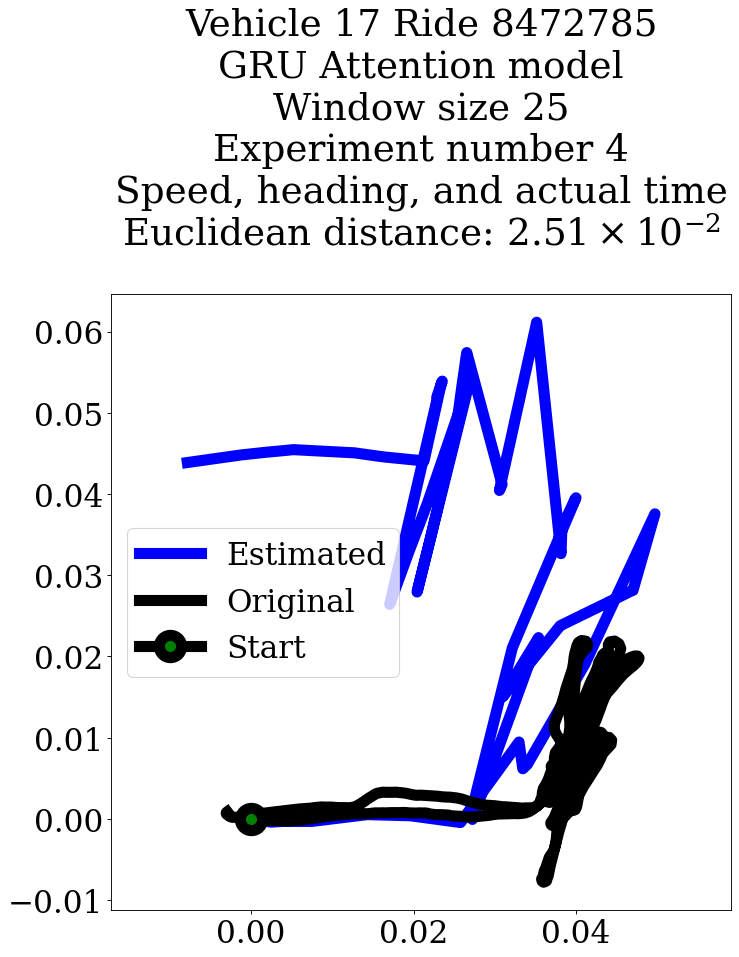 Vehicle 17 Ride 8472785
GRU Attention model
Window size 25
Experiment number 4
Speed, heading, and actual time
Euclidean distance: 2.51 × 10⁻²
0.06
0.05
0.04
0.03
0.02
0.01
0.00
−0.01
Estimated
Original
Start
0.00 0.02 0.04